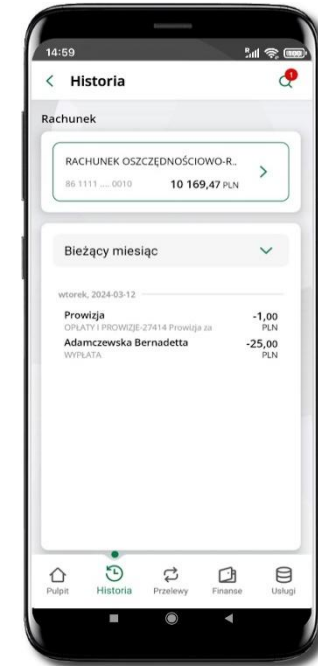 14:59
Historia
1
Rachunek
RACHUNEK OSZCZĘDNOŚCIOWO-R..
86 1111 .... 0010 10 169,47 PLN
Bieżący miesiąc
wtorek, 2024-03-12
Prowizja -1,00
OPŁATY I PROWIZJE-27414 Prowizja za PLN
Adamczewska Bernadetta -25,00
WYPŁATA PLN
Pulpit Historia Przelewy Finanse Usługi